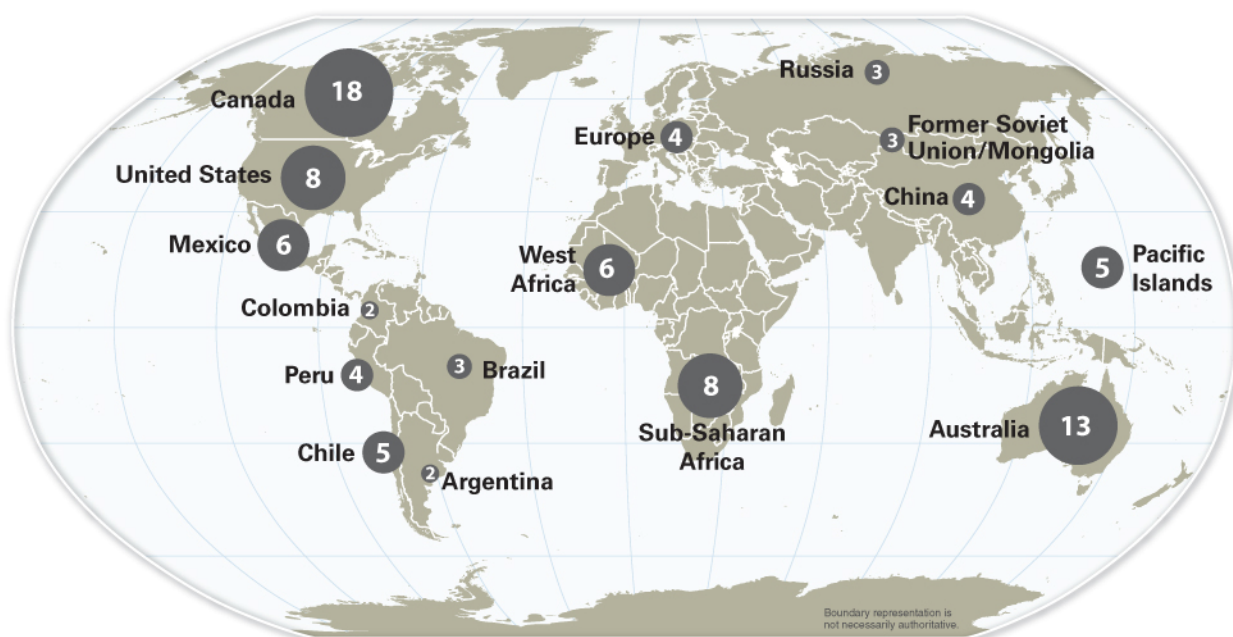 Canada 18
Russia 3
Europe 4
Former Soviet
Union/Mongolia
3
United States 8
China 4
Mexico 6
West
Africa
6
5 Pacific
Islands
Colombia 2
Peru 4
3 Brazil
8
Sub-Saharan
Africa
Australia 13
Chile 5
2 Argentina
Boundary representation is
not necessarily authoritative.